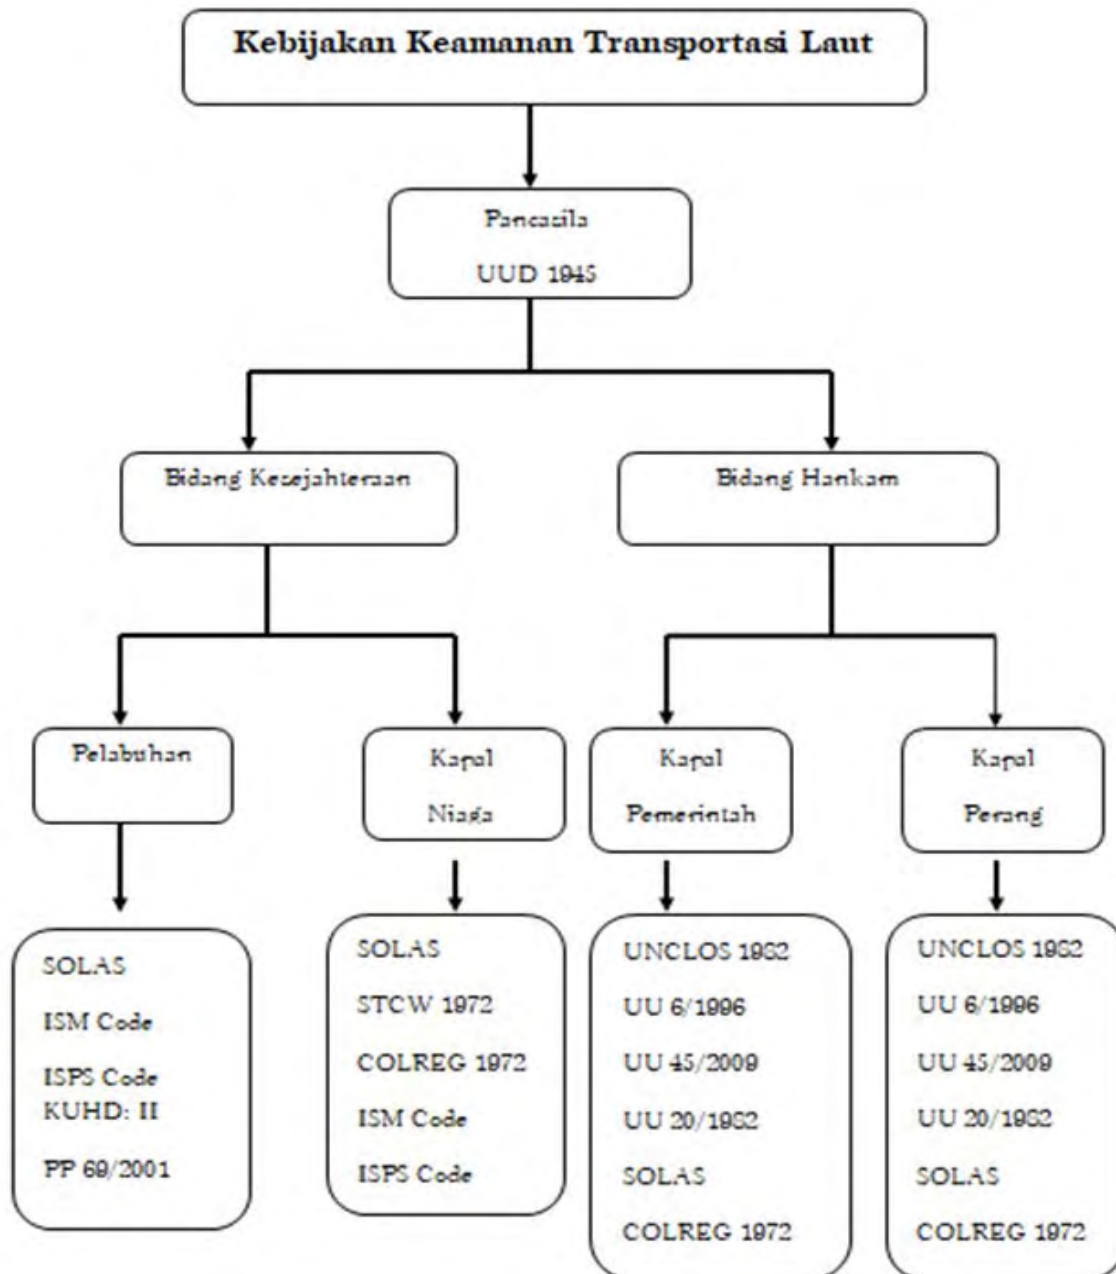 Kebijakan Keamanan Transportasi Laut
Pancasila
UUD 1945
Bidang Kesejahteraan
Bidang Hankam
Pelabuhan
Kapal
Niaga
Kapal
Pemerintah
Kapal
Perang
SOLAS
ISM Code
ISPS Code
KUHD: II
PP 69/2001
SOLAS
STCW 1972
COLREG 1972
ISM Code
ISPS Code
UNCLOS 1982
UU 6/1996
UU 45/2009
UU 20/1982
SOLAS
COLREG 1972
UNCLOS 1982
UU 6/1996
UU 45/2009
UU 20/1982
SOLAS
COLREG 1972